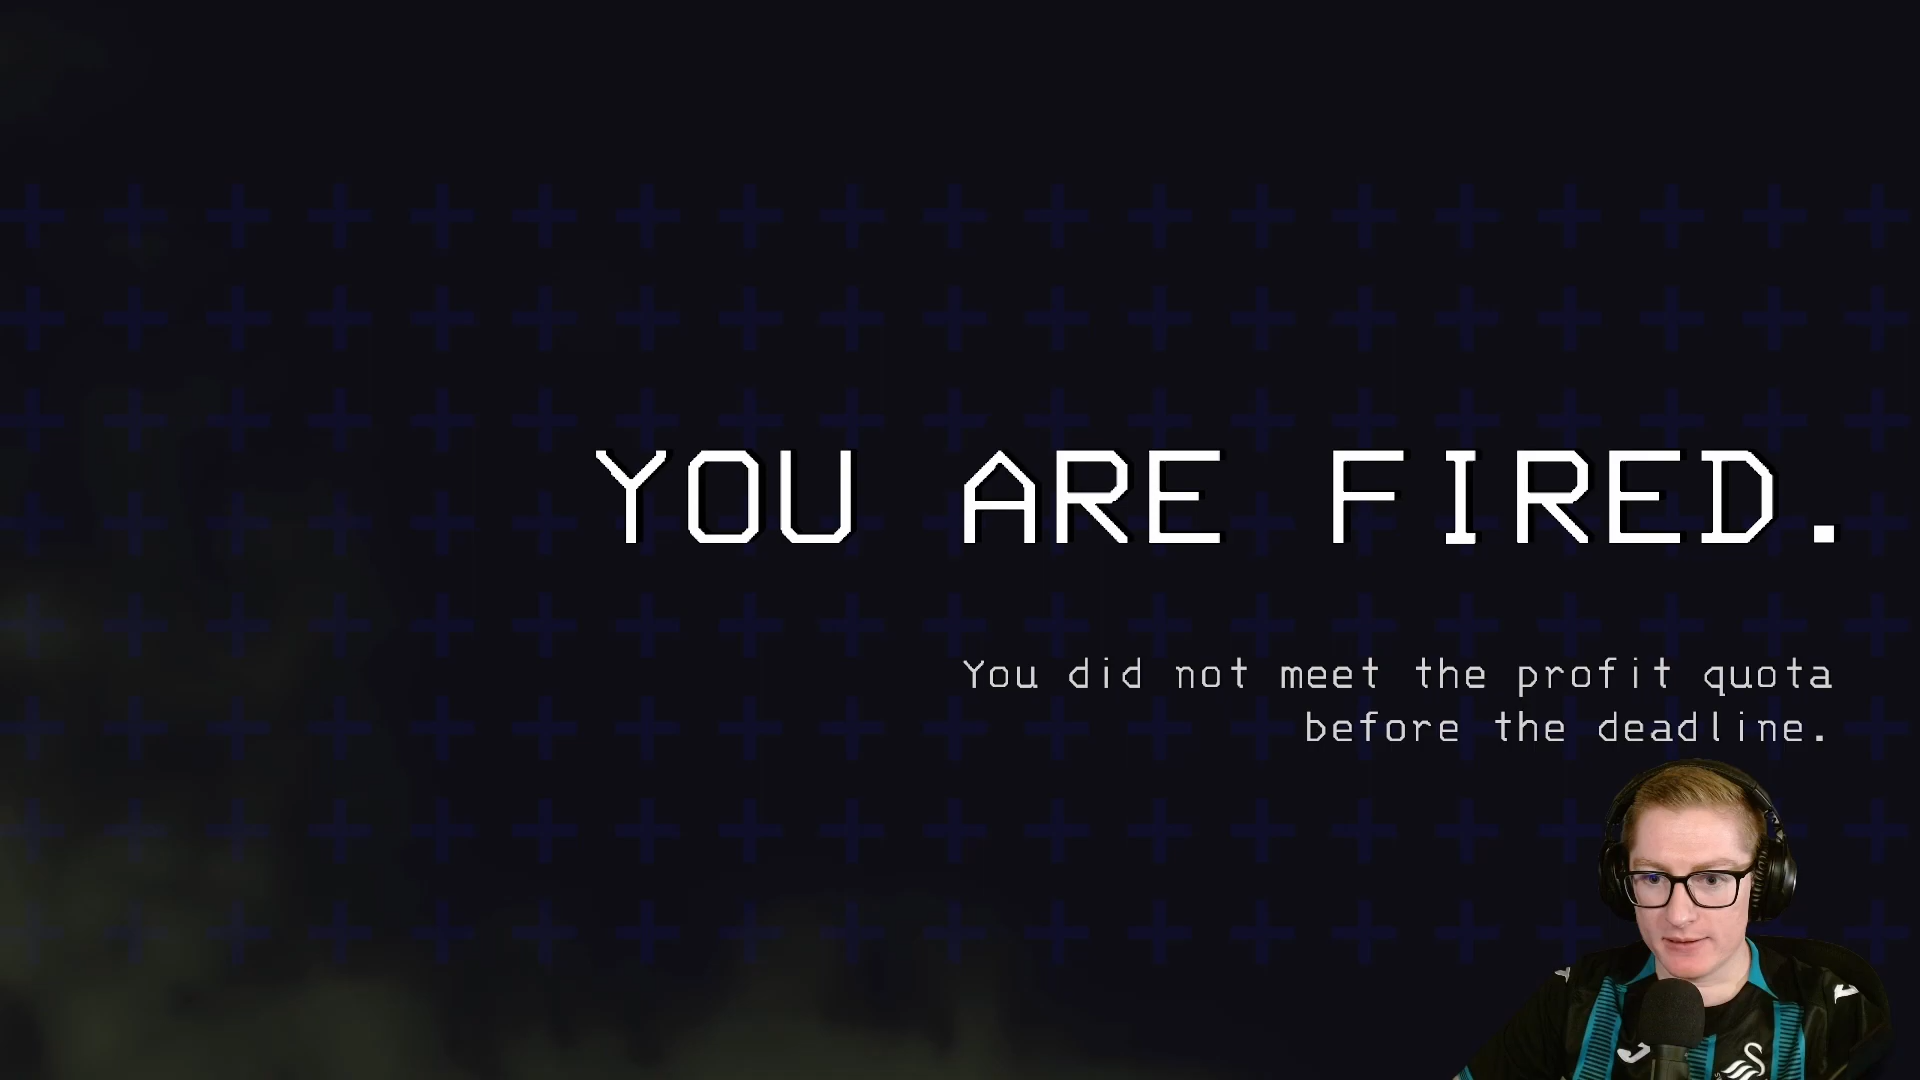 YOU ARE FIRED.
You did not meet the profit quota
before the deadline.